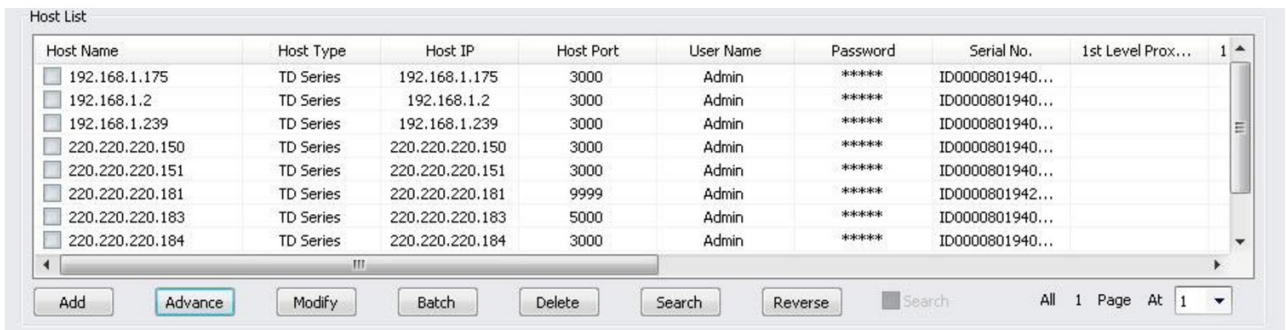 Host List
Host Name Host Type Host IP Host Port User Name Password Serial No. 1st Level Prox... 1
192.168.1.175 TD Series 192.168.1.175 3000 Admin ***** ID0000801940...
192.168.1.2 TD Series 192.168.1.2 3000 Admin ***** ID0000801940...
192.168.1.239 TD Series 192.168.1.239 3000 Admin ***** ID0000801940...
220.220.220.150 TD Series 220.220.220.150 3000 Admin ***** ID0000801940...
220.220.220.151 TD Series 220.220.220.151 3000 Admin ***** ID0000801940...
220.220.220.181 TD Series 220.220.220.181 9999 Admin ***** ID0000801942...
220.220.220.183 TD Series 220.220.220.183 5000 Admin ***** ID0000801940...
220.220.220.184 TD Series 220.220.220.184 3000 Admin ***** ID0000801940...
Add Advance Modify Batch Delete Search Reverse Search All 1 Page At 1